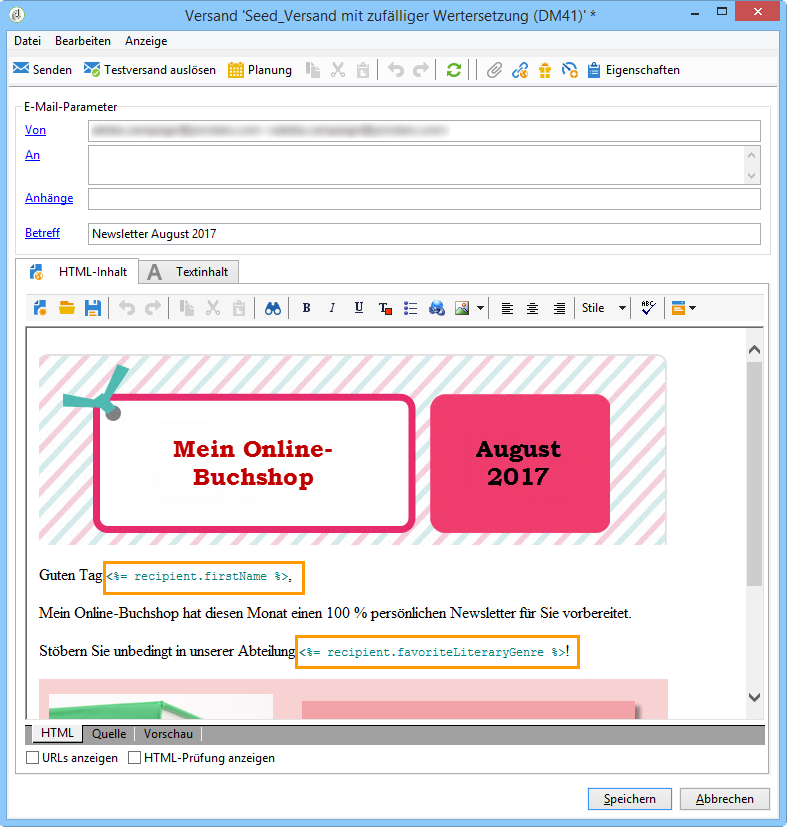 Versand 'Seed_Versand mit zufälliger Wertersetzung (DM41)' *
Datei Bearbeiten Anzeige
Senden Testversand auslösen Planung Eigenschaften
E-Mail-Parameter
Von
An
Anhänge
Betreff Newsletter August 2017
HTML-Inhalt A Textinhalt
B I U T Stile ABC
Mein Online-
Buchshop
August
2017
Guten Tag <%= recipient.firstName %>,
Mein Online-Buchshop hat diesen Monat einen 100 % persönlichen Newsletter für Sie vorbereitet.
Stöbern Sie unbedingt in unserer Abteilung <%= recipient.favoriteLiteraryGenre %>!
HTML Quelle Vorschau
URLs anzeigen HTML-Prüfung anzeigen
Speichern Abbrechen